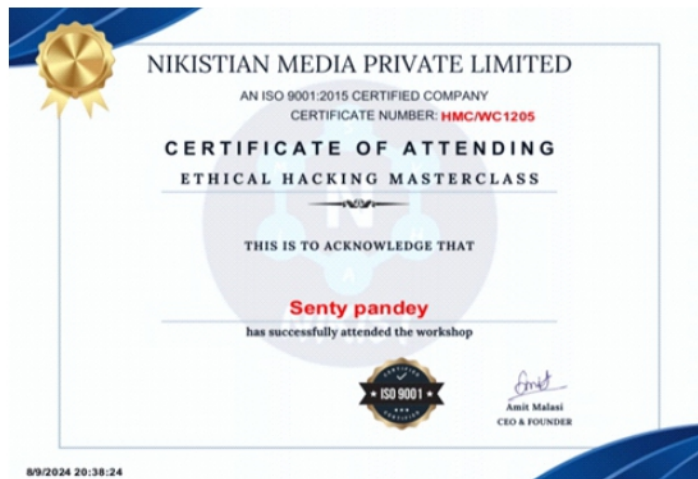 NIKISTIAN MEDIA PRIVATE LIMITED
AN ISO 9001:2015 CERTIFIED COMPANY
CERTIFICATE NUMBER: HMC/WC1205
CERTIFICATE OF ATTENDING
ETHICAL HACKING MASTERCLASS
THIS IS TO ACKNOWLEDGE THAT
Senty pandey
has successfully attended the workshop
CERTIFIED
ISO 9001
CERTIFIED
Amit Malasi
CEO & FOUNDER
8/9/2024 20:38:24